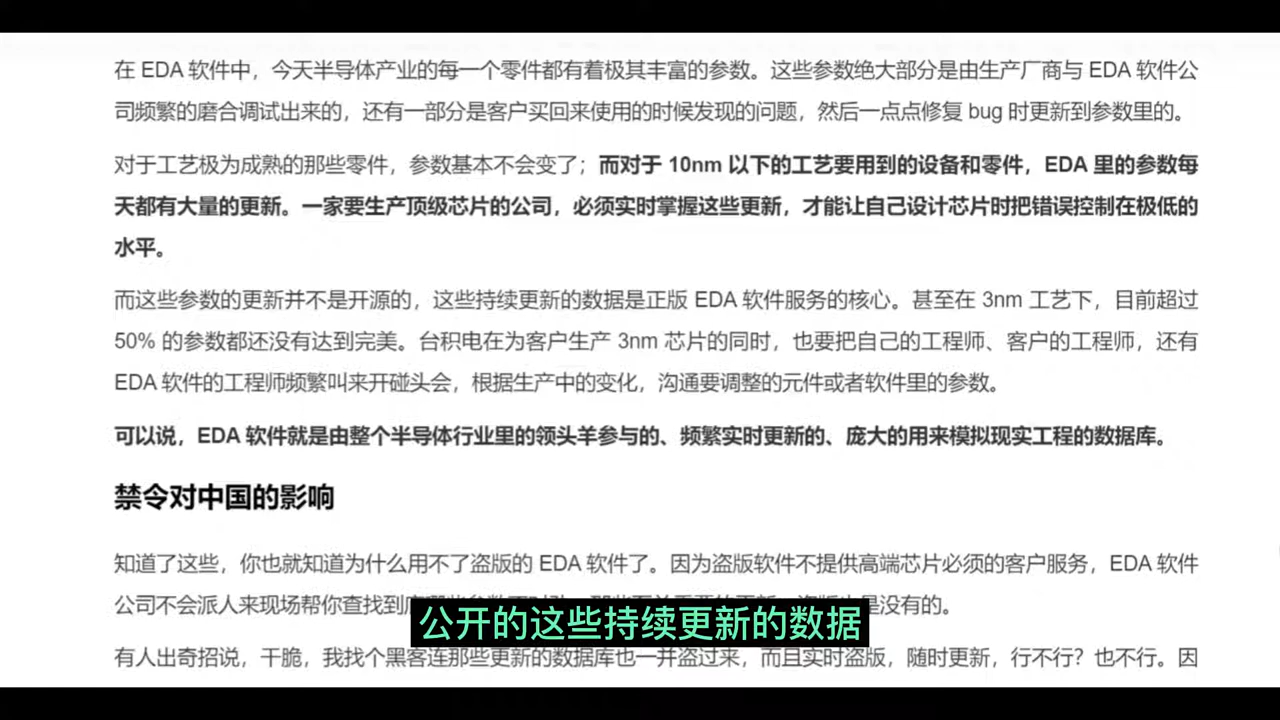 在 EDA 软件中，今天半导体产业的每一个零件都有着极其丰富的参数。这些参数绝大部分是由生产厂商与 EDA 软件公
司频繁的磨合调试出来的，还有一部分是客户买回来使用的时候发现的问题，然后一点点修复 bug 时更新到参数里的。
对于工艺极为成熟的那些零件，参数基本不会变了；而对于 10nm 以下的工艺要用到的设备和零件，EDA 里的参数每
天都有大量的更新。一家要生产顶级芯片的公司，必须实时掌握这些更新，才能让自己设计芯片时把错误控制在极低的
水平。
而这些参数的更新并不是开源的，这些持续更新的数据是正版 EDA 软件服务的核心。甚至在 3nm 工艺下，目前超过
50% 的参数都还没有达到完美。台积电在为客户生产 3nm 芯片的同时，也要把自己的工程师、客户的工程师，还有
EDA 软件的工程师频繁叫来开碰头会，根据生产中的变化，沟通要调整的元件或者软件里的参数。
可以说，EDA 软件就是由整个半导体行业里的领头羊参与的、频繁实时更新的、庞大的用来模拟现实工程的数据库。
禁令对中国的影响
知道了这些，你也就知道为什么用不了盗版的 EDA 软件了。因为盗版软件不提供高端芯片必须的客户服务，EDA 软件
公司不会派人来现场帮你查找到是没有的。
公开的这些持续更新的数据
有人出奇招说，干脆，我找个黑客连那些更新的数据库也一并盗过来，而且实时盗版，随时更新，行不行？也不行。因